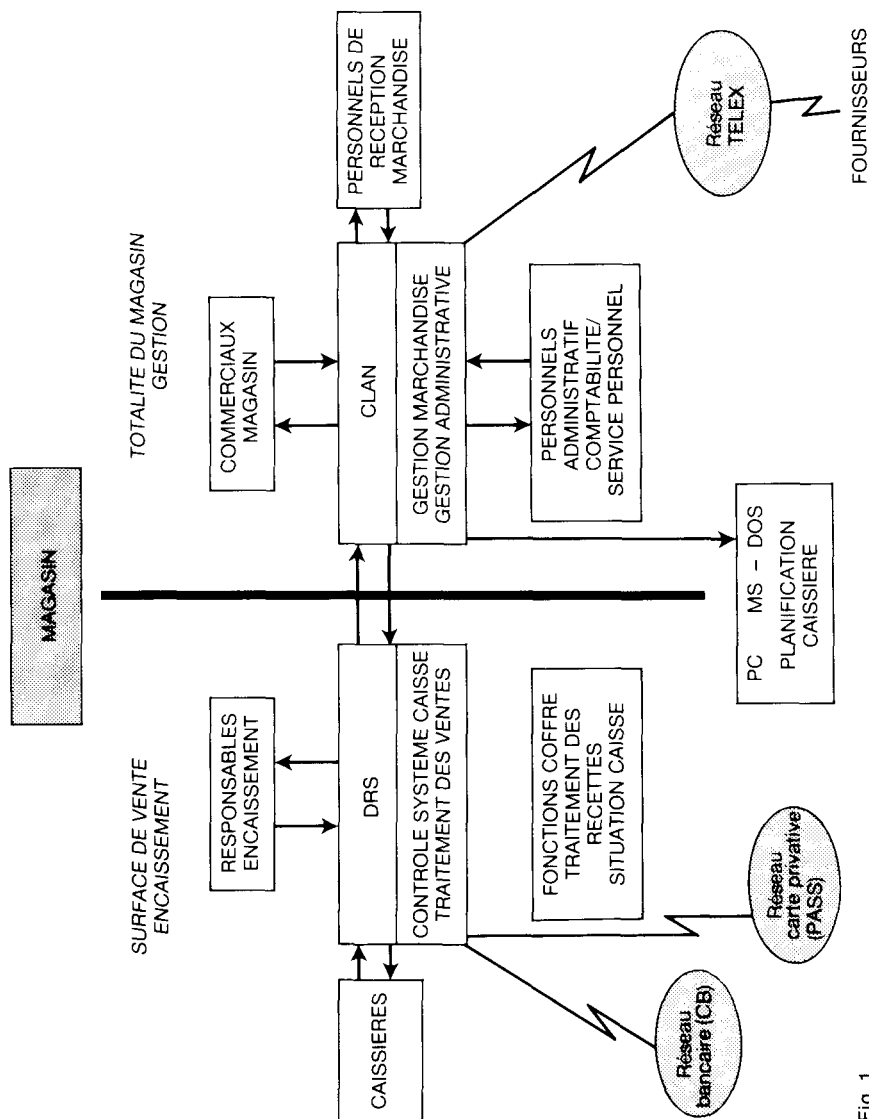 MAGASIN
SURFACE DE VENTE
ENCAISSEMENT
TOTALITE DU MAGASIN
GESTION
RESPONSABLES
ENCAISSEMENT
COMMERCIAUX
MAGASIN
CAISSIERES
DRS
CONTROLE SYSTEME CAISSE
TRAITEMENT DES VENTES
CLAN
GESTION MARCHANDISE
GESTION ADMINISTRATIVE
PERSONNELS DE
RECEPTION
MARCHANDISE
FONCTIONS COFFRE
TRAITEMENT DES
RECETTES
SITUATION CAISSE
PERSONNELS
ADMINISTRATIF
COMPTABILITE/
SERVICE PERSONNEL
Réseau
bancaire (CB)
Réseau
carte privative
(PASS)
PC MS - DOS
PLANIFICATION
CAISSIERE
Réseau
TELEX
FOURNISSEURS
Fig. 1